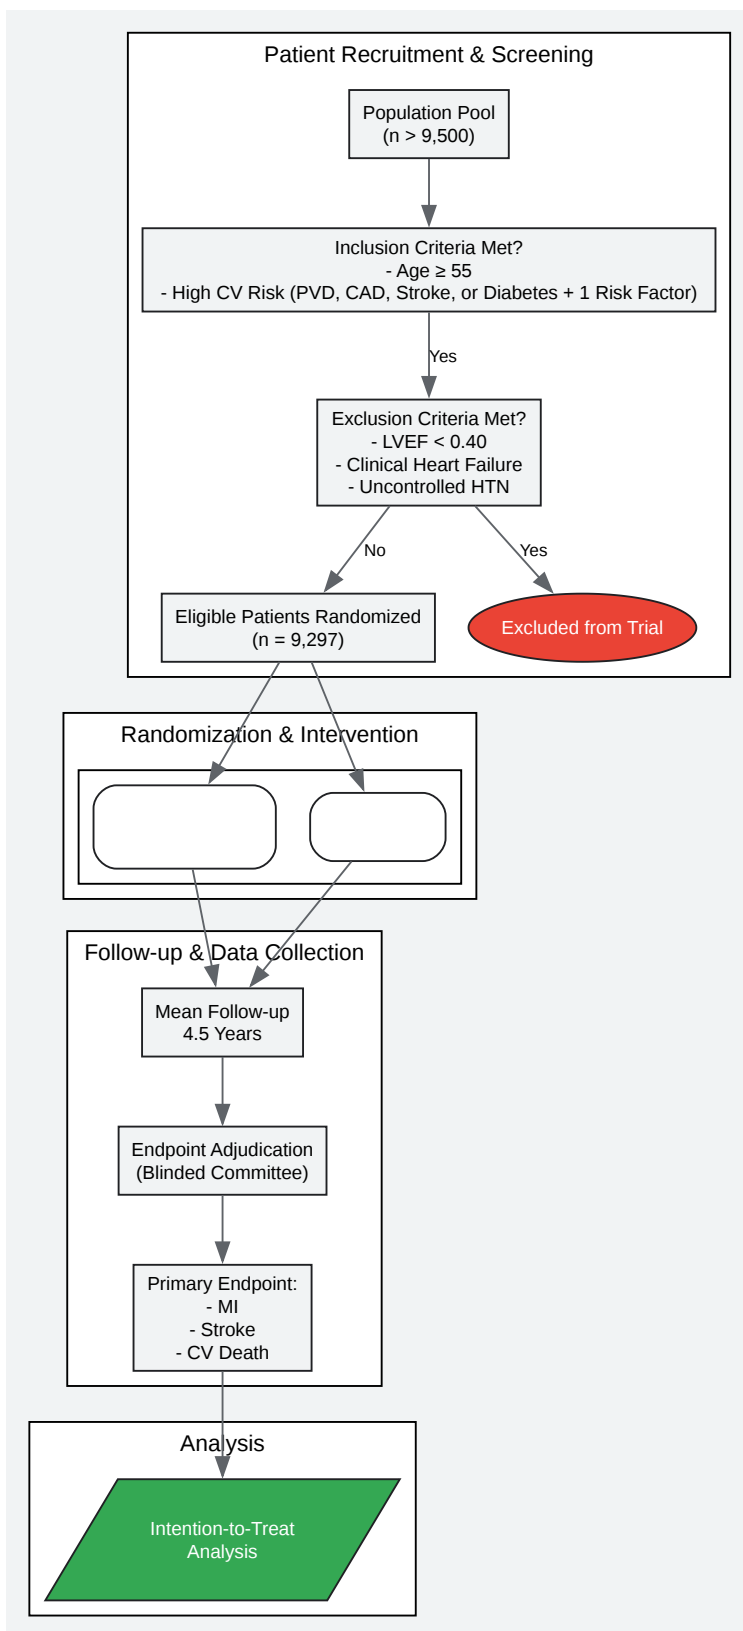 Patient Recruitment & Screening
Population Pool
(n > 9,500)
Inclusion Criteria Met?
- Age ≥ 55
- High CV Risk (PVD, CAD, Stroke, or Diabetes + 1 Risk Factor)
Yes
Exclusion Criteria Met?
- LVEF < 0.40
- Clinical Heart Failure
- Uncontrolled HTN
No
Yes
Eligible Patients Randomized
(n = 9,297)
Excluded from Trial
Randomization & Intervention
Follow-up & Data Collection
Mean Follow-up
4.5 Years
Endpoint Adjudication
(Blinded Committee)
Primary Endpoint:
- MI
- Stroke
- CV Death
Analysis
Intention-to-Treat
Analysis